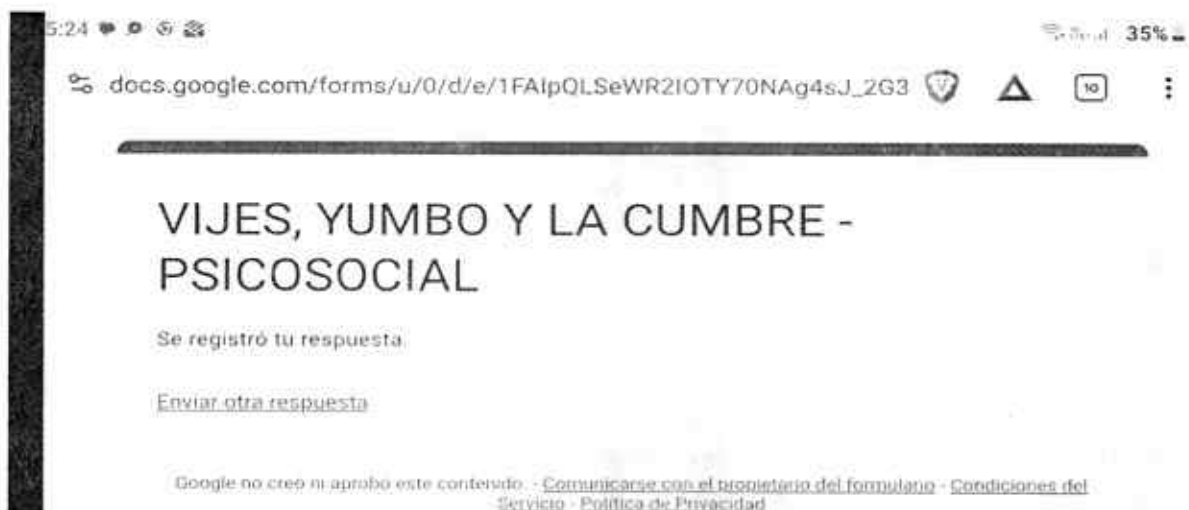 5:24
35%
docs.google.com/forms/u/0/d/e/1FAIpQLSeWR2IOTY70NAg4sJ_2G3
10
VIJES, YUMBO Y LA CUMBRE -
PSICOSOCIAL
Se registró tu respuesta.
Enviar otra respuesta
Google no creó ni aprobó este contenido. - Comunicarse con el propietario del formulario - Condiciones del
Servicio - Política de Privacidad